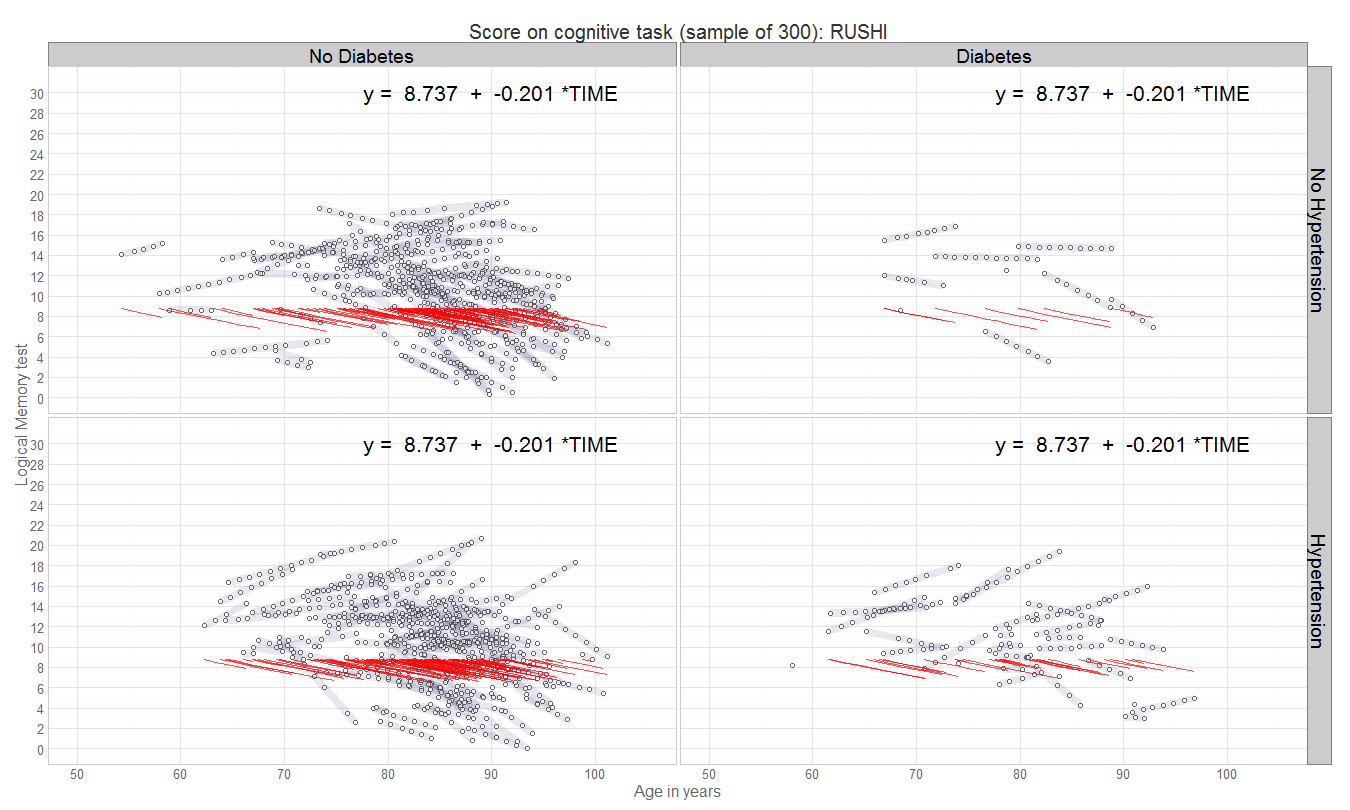 Score on cognitive task (sample of 300): RUSHI
No Diabetes
Diabetes
y = 8.737 + -0.201 *TIME
y = 8.737 + -0.201 *TIME
30
28
26
24
22
20
18
16
14
12
10
8
6
4
2
0
No Hypertension
Logical Memory test
y = 8.737 + -0.201 *TIME
y = 8.737 + -0.201 *TIME
30
28
26
24
22
20
18
16
14
12
10
8
6
4
2
0
Hypertension
50 60 70 80 90 100
50 60 70 80 90 100
Age in years